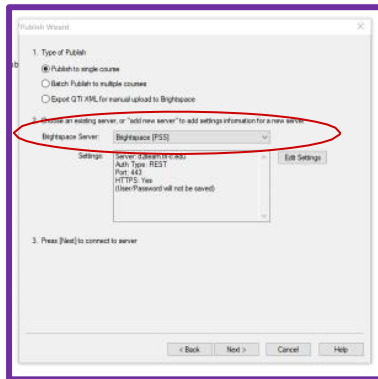 Publish Wizard
1. Type of Publish
Publish to single course
Batch Publish to multiple courses
Export QTI XML for manual upload to Brightspace
2. Choose an existing server, or "add new server" to add settings information for a new server
Brightspace Server: Brightspace [PSS]
Settings: Server: Edit Settings
Auth Type: REST
Port: 443
HTTPS: Yes
(User/Password will not be saved)
3. Press [Next] to connect to server
< Back Next > Cancel Help